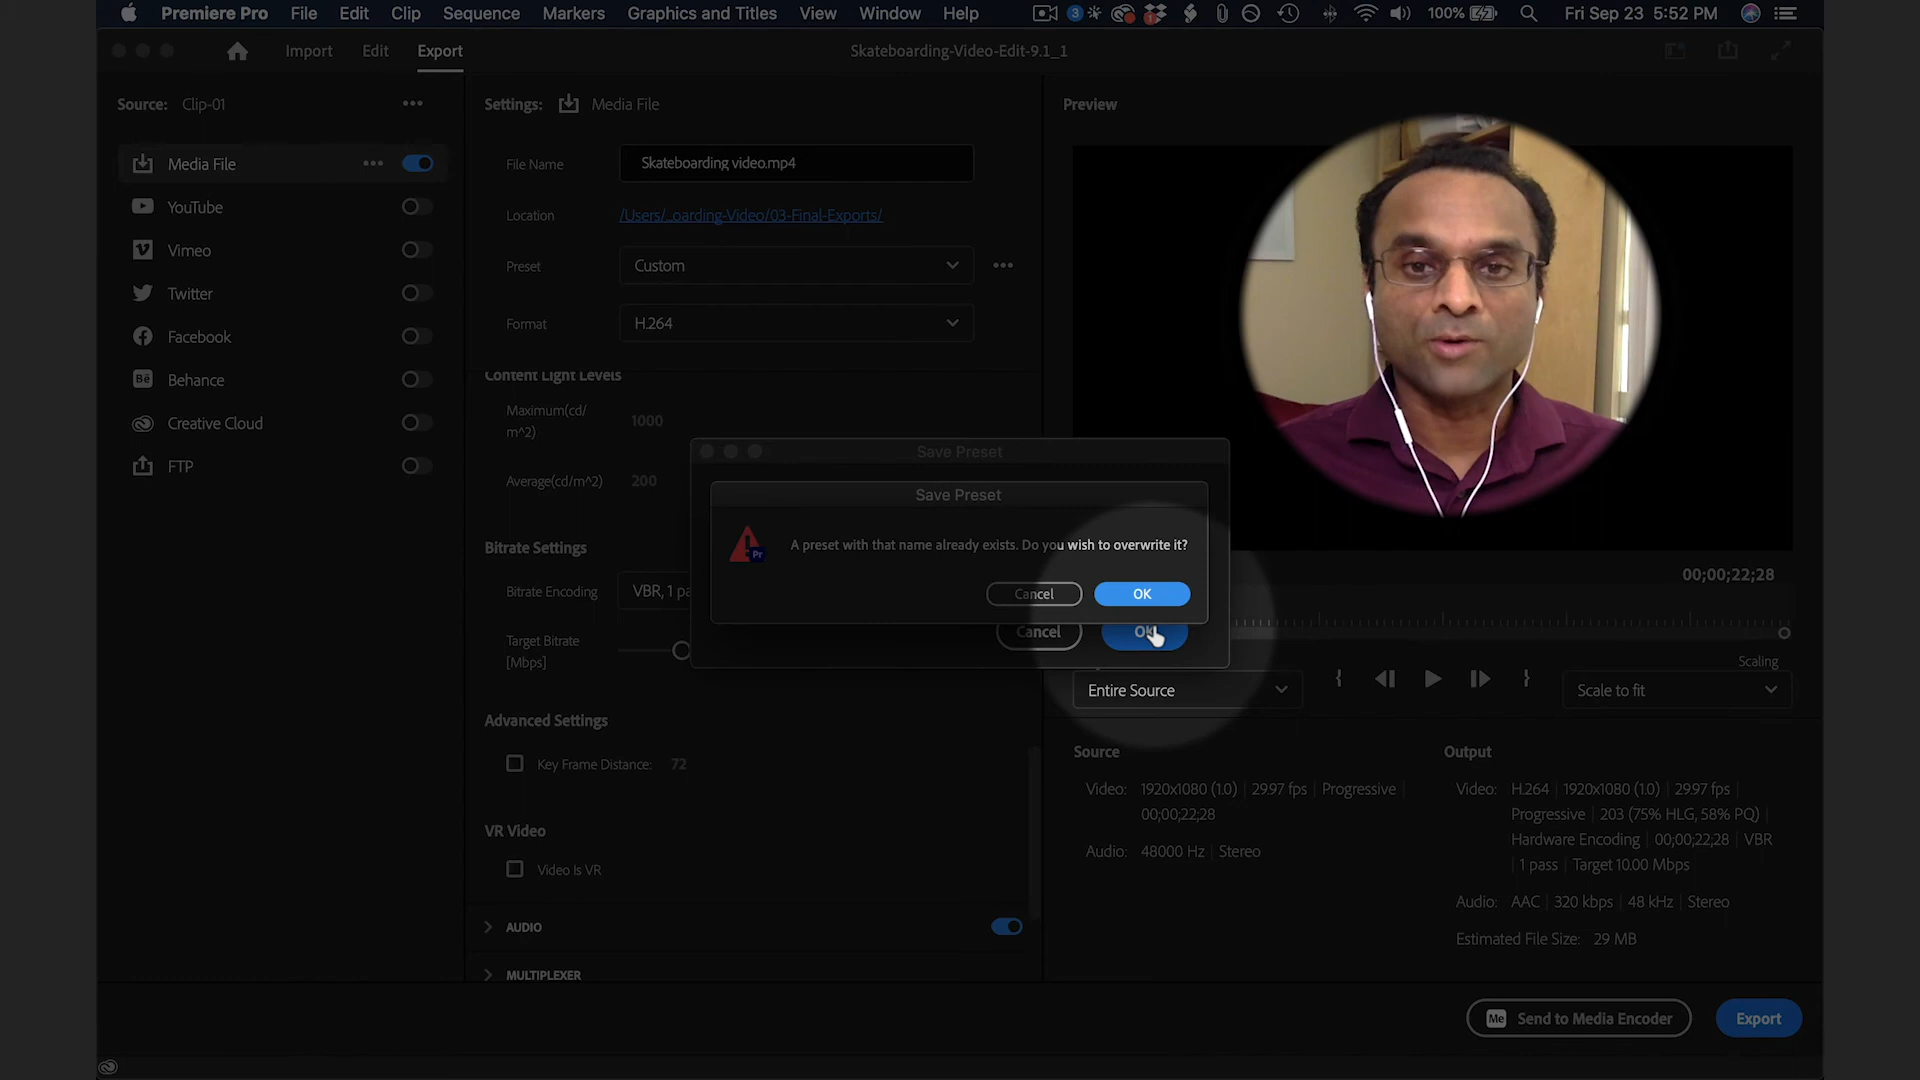 Premiere Pro File Edit Clip Sequence Markers Graphics and Titles View Window Help 3 1 100% Fri Sep 23 5:52 PM
Import Edit Export Skateboarding-Video-Edit-9.1_1
Source: Clip-01
Media File
YouTube
Vimeo
Twitter
Bē
Facebook
Behance
Creative Cloud
FTP
Settings: Media File
File Name Skateboarding video.mp4
Location /Users/...oarding-Video/03-Final-Exports/
Preset Custom
Format H.264
Content Light Levels
Maximum(cd/
m^2) 1000
Average(cd/m^2) 200
Bitrate Settings
Bitrate Encoding VBR, 1 pa
Target Bitrate
[Mbps]
Advanced Settings
Key Frame Distance: 72
VR Video
Video Is VR
AUDIO
MULTIPLEXER
Save Preset
Save Preset
Pr
A preset with that name already exists. Do you wish to overwrite it?
Cancel OK
Cancel OK
Preview
00;00;22;28
Scaling
Entire Source
Scale to fit
Source
Video: 1920x1080 (1.0) | 29.97 fps | Progressive |
00;00;22;28
Audio: 48000 Hz | Stereo
Output
Video: H.264 | 1920x1080 (1.0) | 29.97 fps |
Progressive | 203 (75% HLG, 58% PQ) |
Hardware Encoding | 00;00;22;28 | VBR
| 1 pass | Target 10.00 Mbps
Audio: AAC | 320 kbps | 48 kHz | Stereo
Estimated File Size: 29 MB
Me Send to Media Encoder
Export